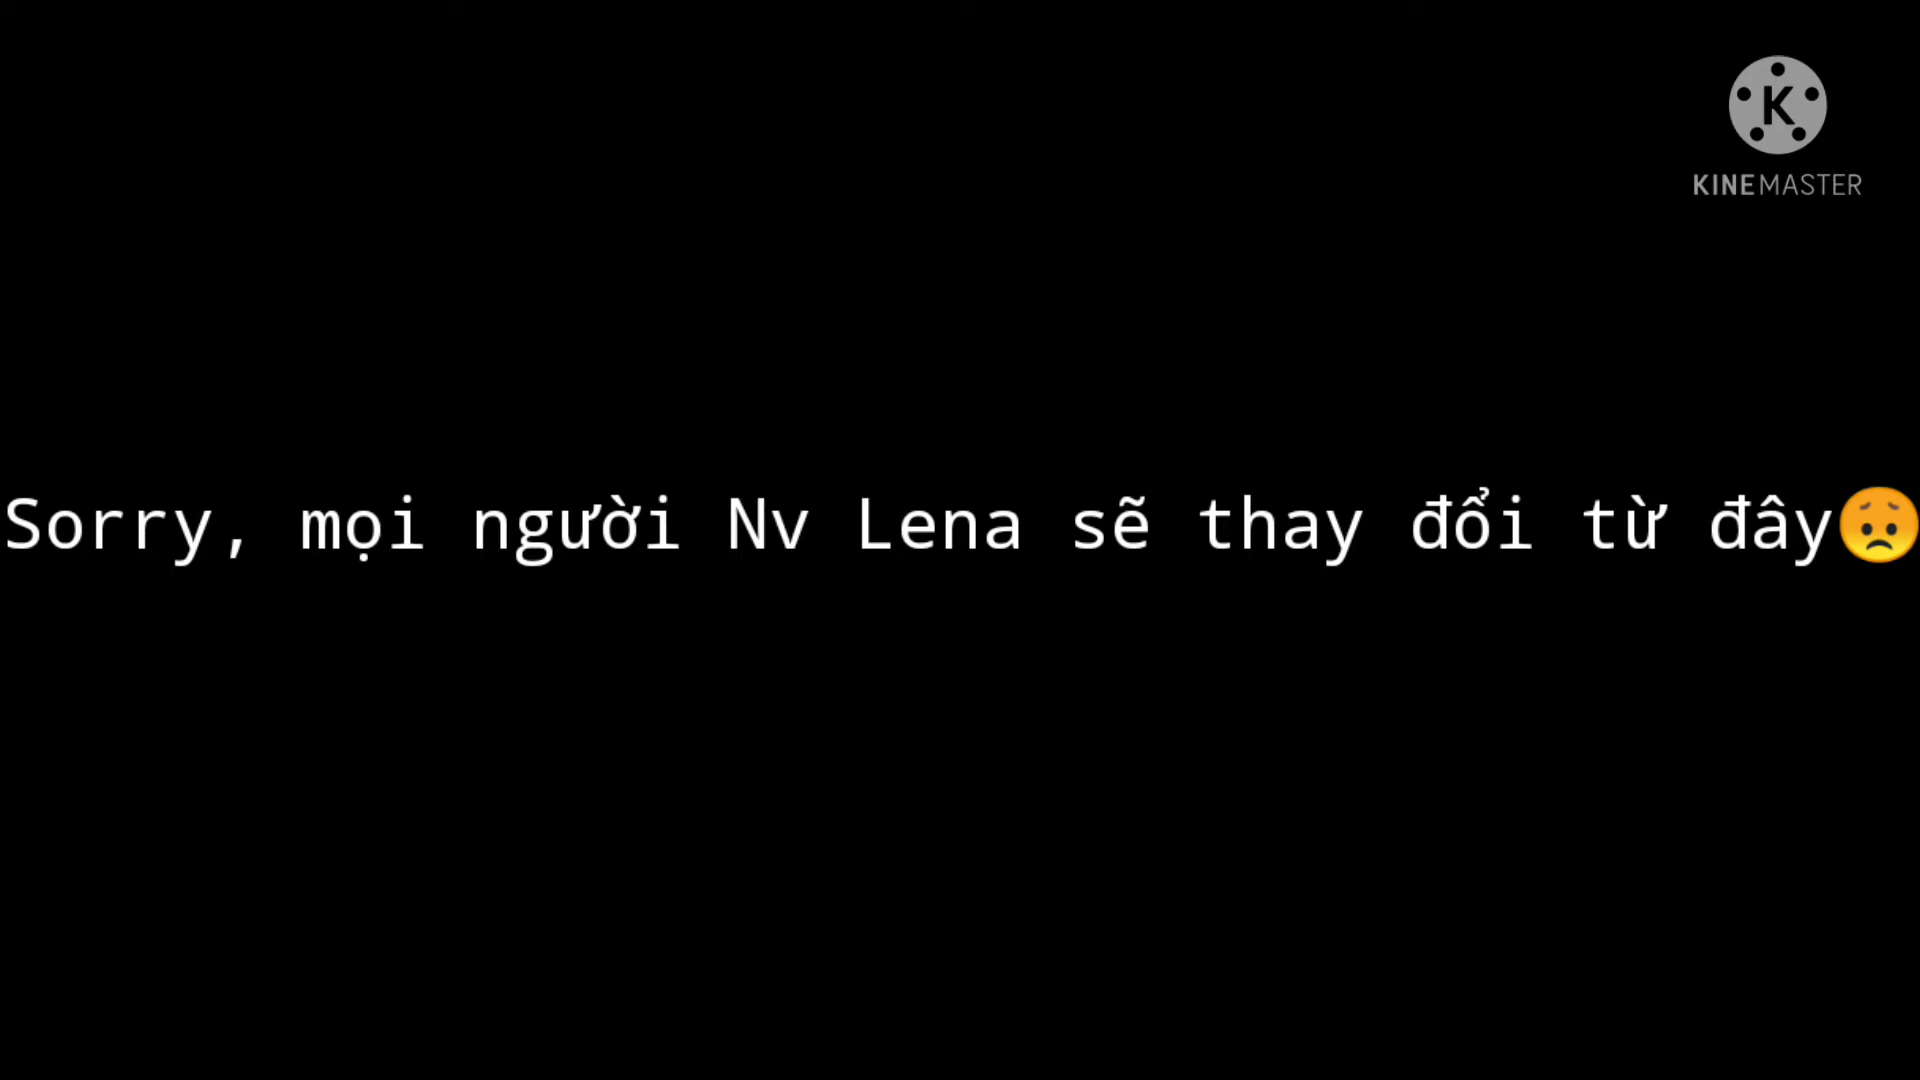 K
KINEMASTER
Sorry, mọi người Nv Lena sẽ thay đổi từ đây😞